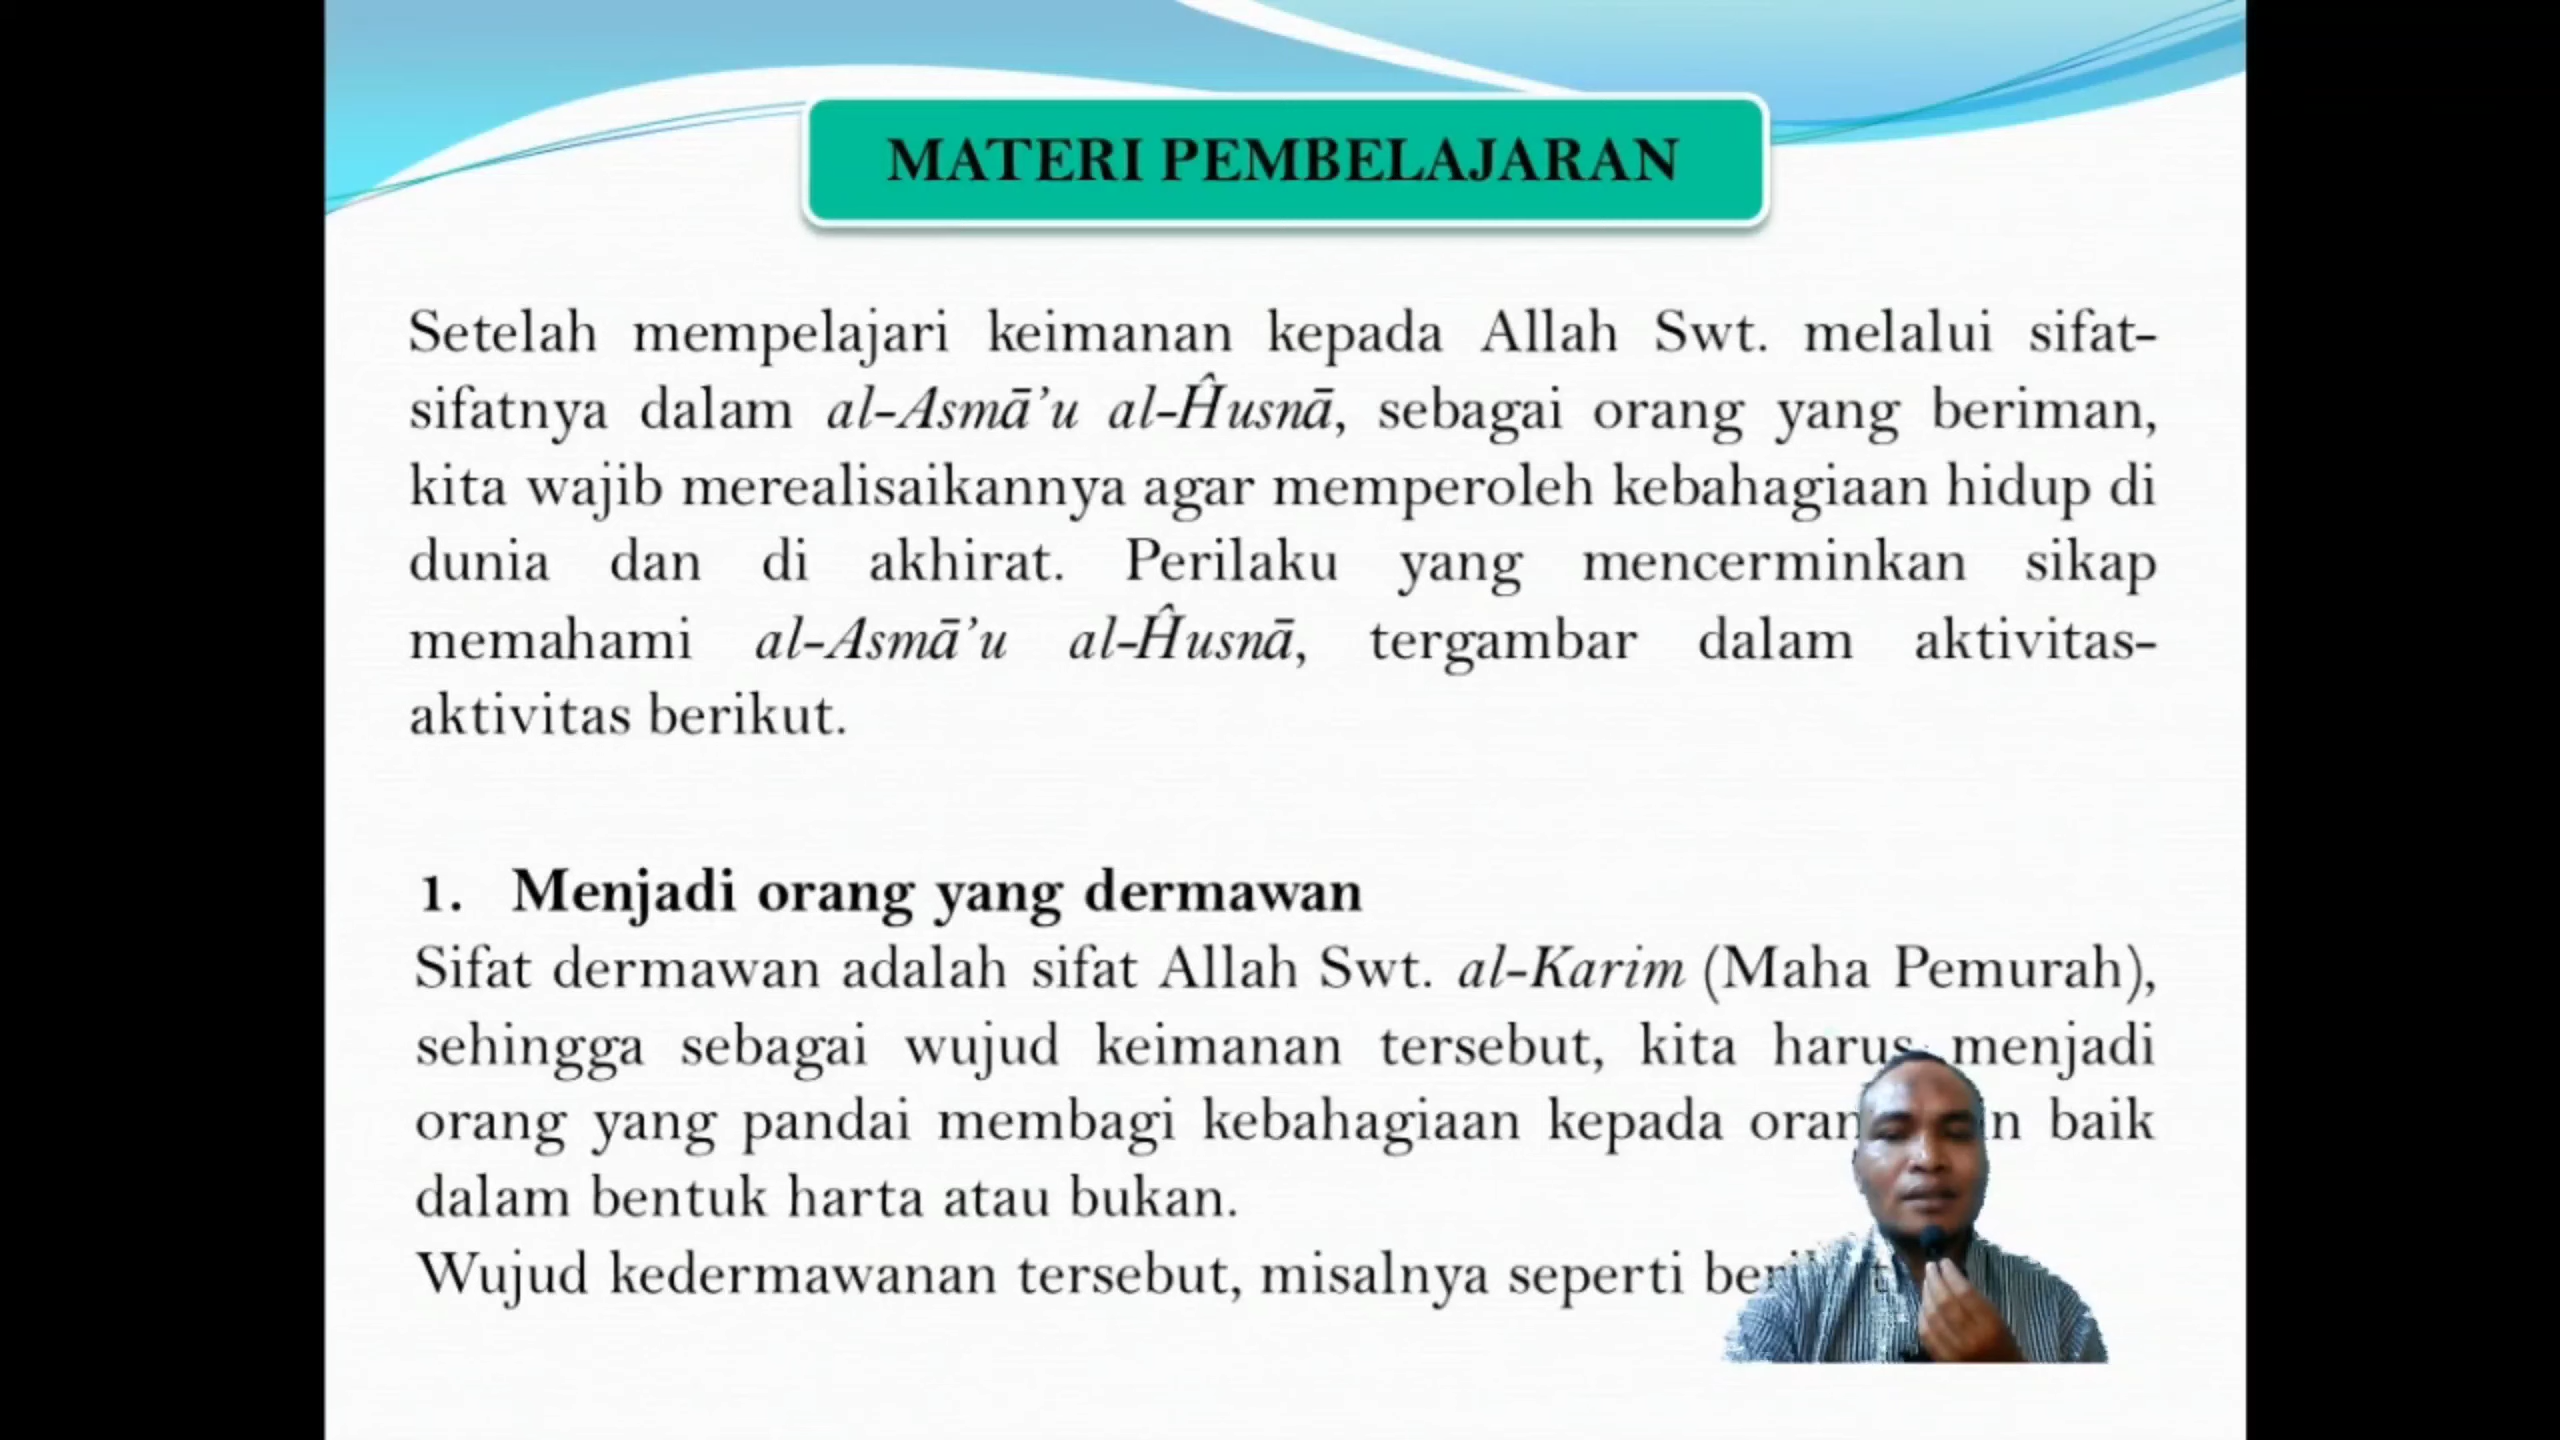 MATERI PEMBELAJARAN
Setelah mempelajari keimanan kepada Allah Swt. melalui sifat-
sifatnya dalam al-Asmā’u al-Ĥusnā, sebagai orang yang beriman,
kita wajib merealisaikannya agar memperoleh kebahagiaan hidup di
dunia dan di akhirat. Perilaku yang mencerminkan sikap
memahami al-Asmā’u al-Ĥusnā, tergambar dalam aktivitas-
aktivitas berikut.
1. Menjadi orang yang dermawan
Sifat dermawan adalah sifat Allah Swt. al-Karim (Maha Pemurah),
sehingga sebagai wujud keimanan tersebut, kita harus menjadi
orang yang pandai membagi kebahagiaan kepada baik
dalam bentuk harta atau bukan.
Wujud kedermawanan tersebut, misalnya seperti